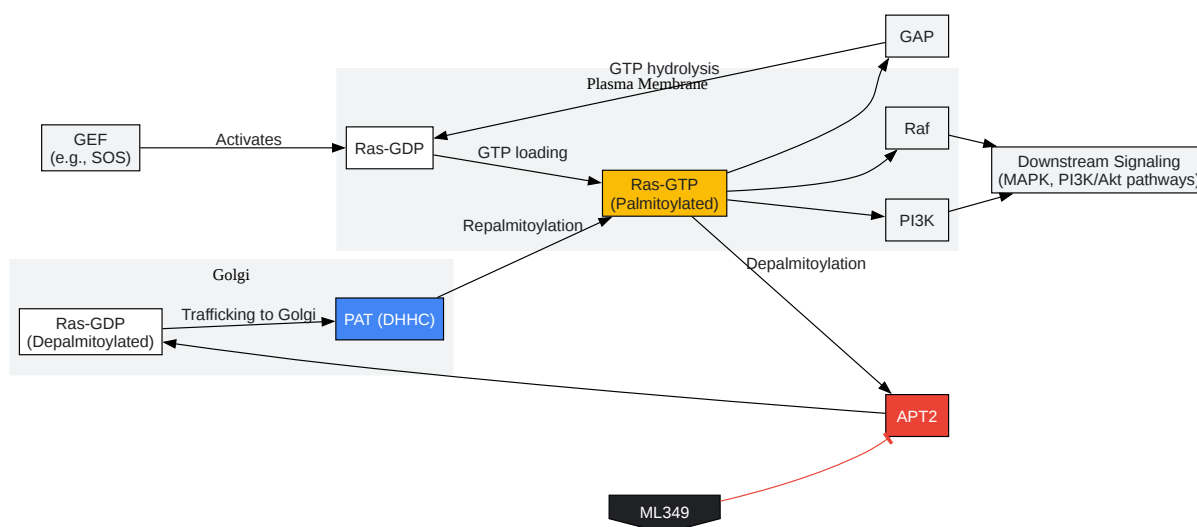 GAP
GTP hydrolysis
Plasma Membrane
GEF
(e.g., SOS)
Activates
Ras-GDP
GTP loading
Raf
Downstream Signaling
(MAPK, PI3K/Akt pathways)
Ras-GTP
(Palmitoylated)
PI3K
Repalmitoylation
Depalmitoylation
Golgi
Ras-GDP
(Depalmitoylated)
Trafficking to Golgi
PAT (DHHC)
APT2
ML349